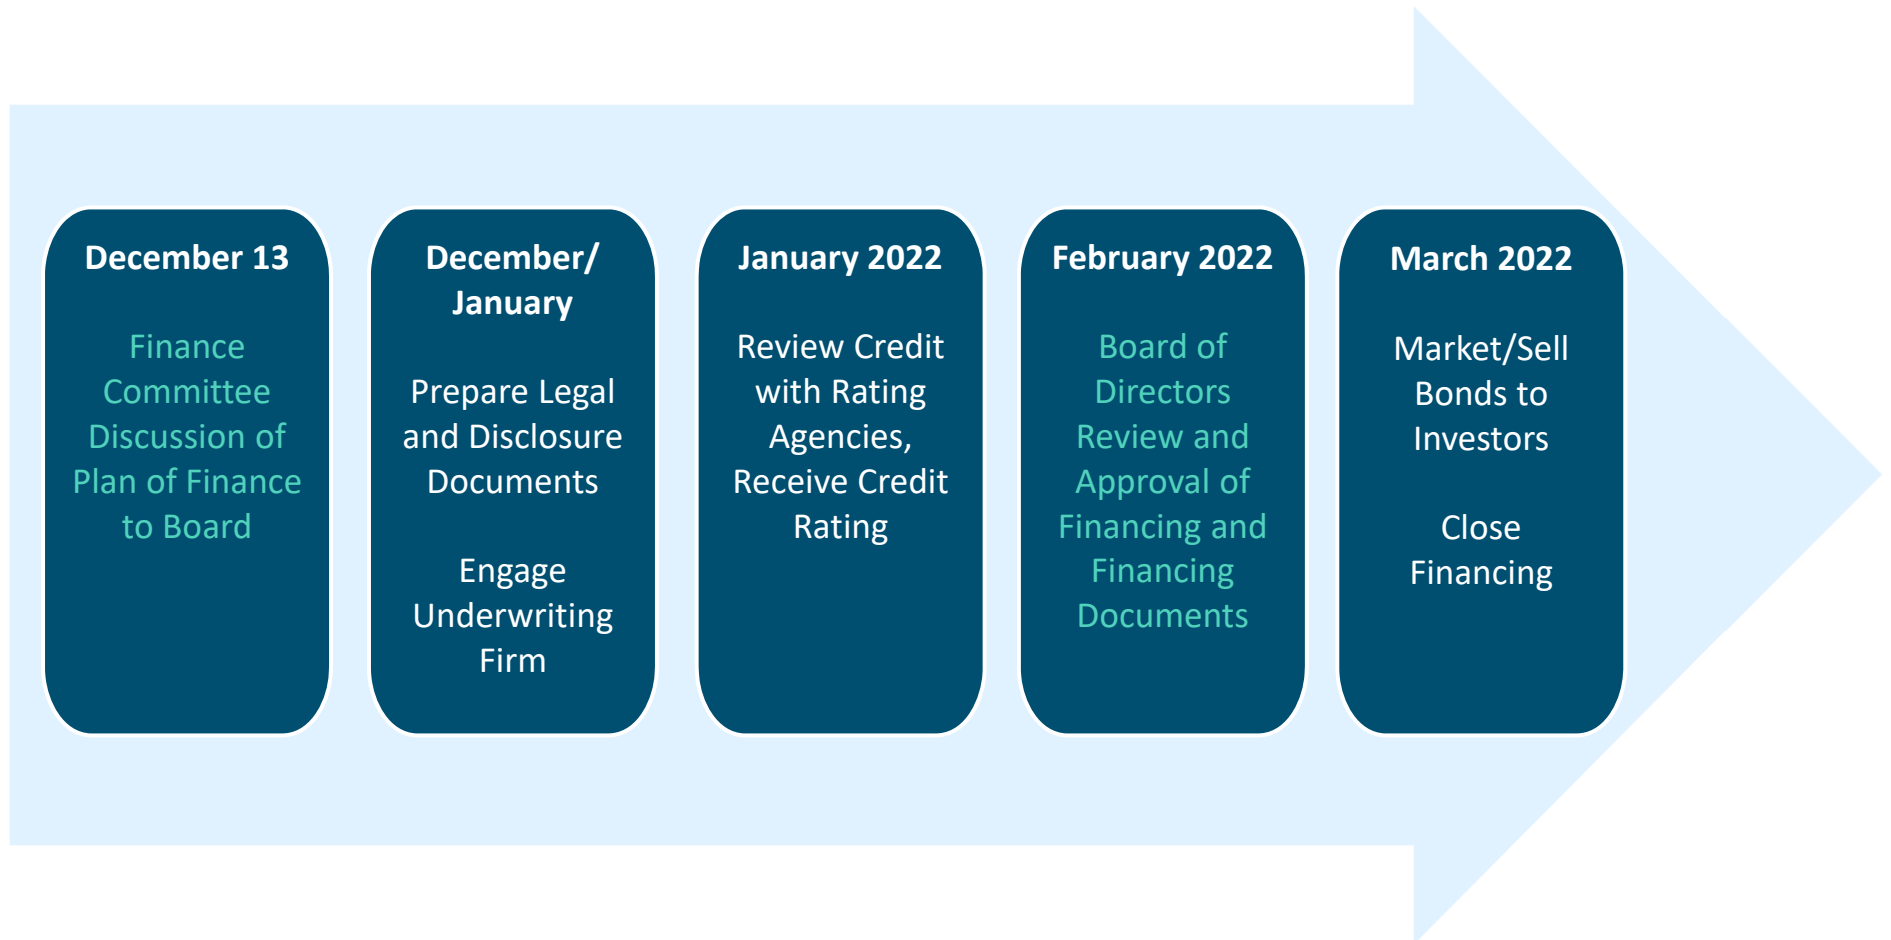 December 13
Finance
Committee
Discussion of
Plan of Finance
to Board
December/
January
Prepare Legal
and Disclosure
Documents
Engage
Underwriting
Firm
January 2022
Review Credit
with Rating
Agencies,
Receive Credit
Rating
February 2022
Board of
Directors
Review and
Approval of
Financing and
Financing
Documents
March 2022
Market/Sell
Bonds to
Investors
Close
Financing